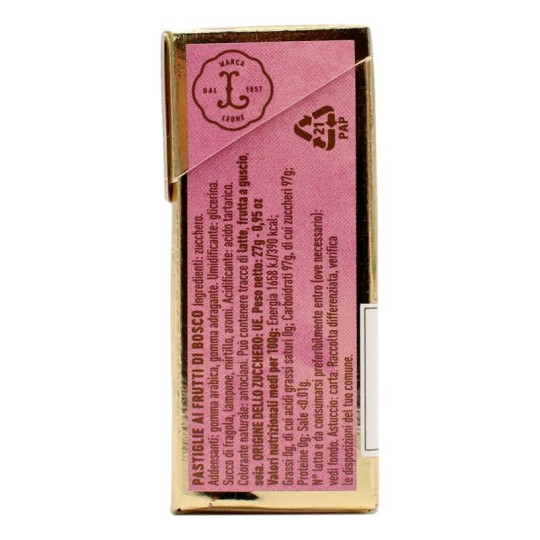 MARCA
DAL 1857
L
LEONE
21
PAP
PASTIGLIE AI FRUTTI DI BOSCO Ingredienti: zucchero.
Addensanti: gomma arabica, gomma adragante. Umidificante: glicerina.
Succo di fragola, lampone, mirtillo, aromi. Acidificante: acido tartarico.
Colorante naturale: antociani. Può contenere tracce di latte, frutta a guscio,
soia. ORIGINE DELLO ZUCCHERO: UE. Peso netto: 27g - 0,95 oz
Valori nutrizionali medi per 100g: Energia 1658 kJ/390 kcal;
Grassi 0g, di cui acidi grassi saturi 0g; Carboidrati 97g, di cui zuccheri 97g;
Proteine 0g; Sale <0.01g.
N° lotto e da consumarsi preferibilmente entro (ove necessario):
vedi fondo. Astuccio: carta: Raccolta differenziata, verifica
le disposizioni del tuo comune.